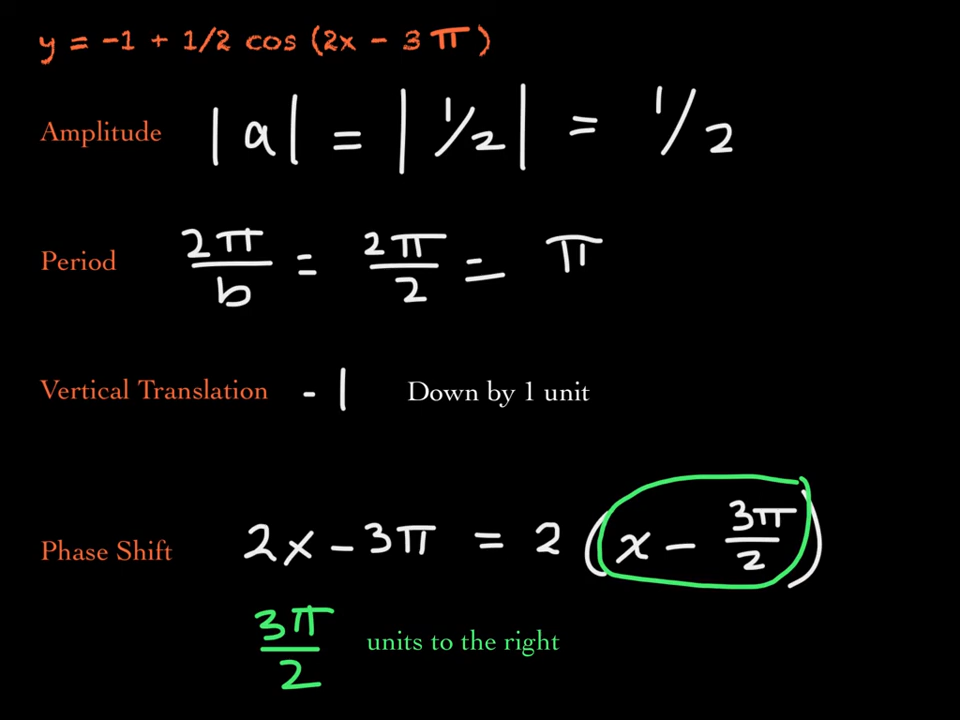 y = -1 + 1/2 cos (2x - 3π)
Amplitude |a| = |1/2| = 1/2
Period 2π/b = 2π/2 = π
Vertical Translation -1 Down by 1 unit
Phase Shift 2x - 3π = 2 (x - 3π/2)
3π/2 units to the right